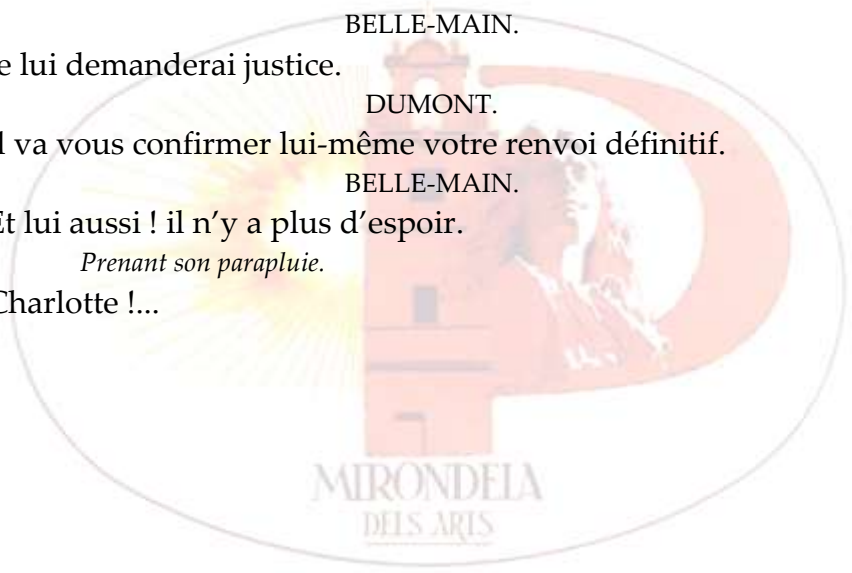 BELLE-MAIN.
e lui demanderai justice.
DUMONT.
l va vous confirmer lui-même votre renvoi définitif.
BELLE-MAIN.
Et lui aussi ! il n’y a plus d’espoir.
Prenant son parapluie.
Charlotte !...
MIRONDELA
DELS ARTS